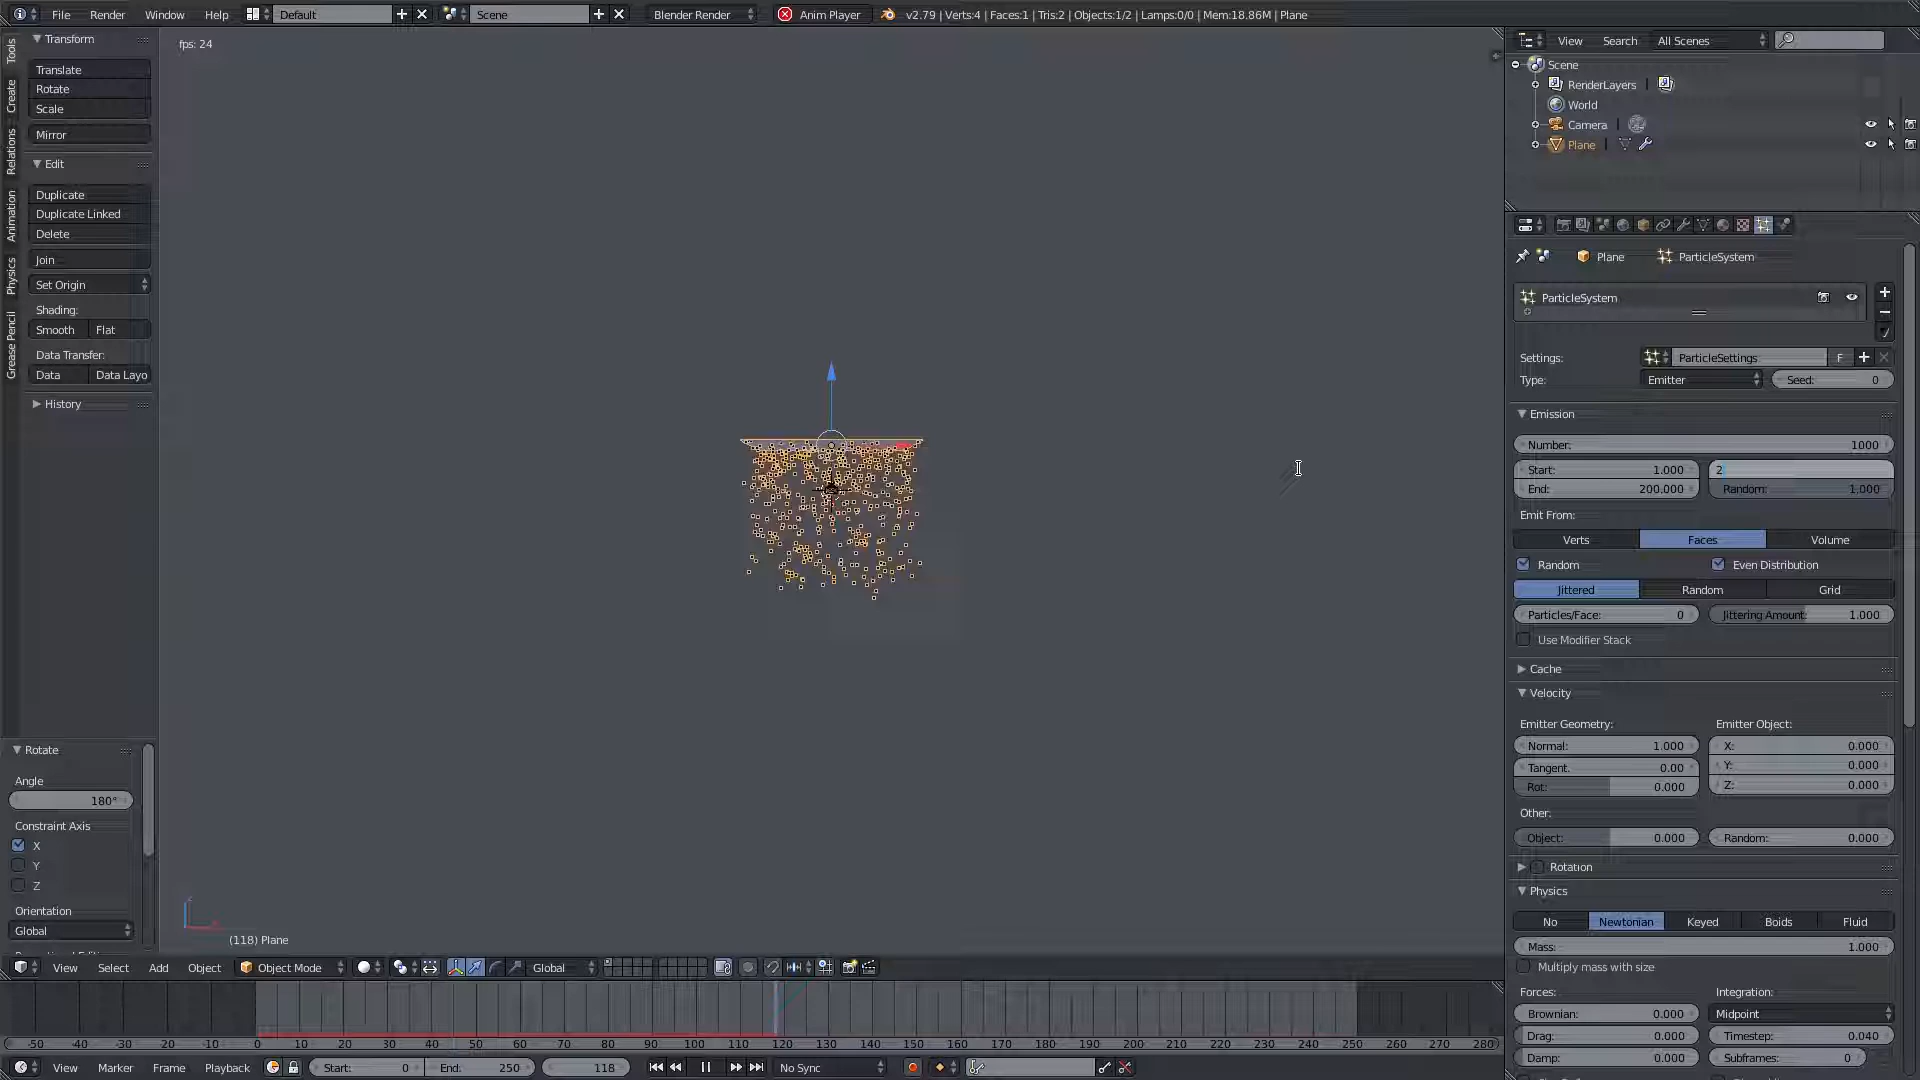 File Render Window Help Default Scene Blender Render Anim Player v2.79 | Verts:4 | Faces:1 | Tris:2 | Objects:1/2 | Lamps:0/0 | Mem:18.86M | Plane
fps: 24
Tools
Create
Relations
Animation
Physics
Grease Pencil
Transform
Translate
Rotate
Scale
Mirror
Edit
Duplicate
Duplicate Linked
Delete
Join
Set Origin
Shading:
Smooth Flat
Data Transfer:
Data Data Layo
History
Rotate
Angle
180°
Constraint Axis
X
Y
Z
Orientation
Global
(118) Plane
View Select Add Object Object Mode Global
-50 -40 -30 -20 -10 0 10 20 30 40 50 60 70 80 90 100 110 120 130 140 150 160 170 180 190 200 210 220 230 240 250 260 270 280
View Marker Frame Playback Start: 0 End: 250 118 No Sync
View Search All Scenes
Scene
RenderLayers
World
Camera
Plane
Plane ParticleSystem
ParticleSystem
Settings: ParticleSettings F
Type: Emitter Seed: 0
Emission
Number: 1000
Start: 1.000 2
End: 200.000 Random: 1.000
Emit From:
Verts Faces Volume
Random Even Distribution
Jittered Random Grid
Particles/Face: 0 Jittering Amount: 1.000
Use Modifier Stack
Cache
Velocity
Emitter Geometry: Emitter Object:
Normal: 1.000 X: 0.000
Tangent: 0.00 Y: 0.000
Rot: 0.000 Z: 0.000
Other:
Object: 0.000 Random: 0.000
Rotation
Physics
No Newtonian Keyed Boids Fluid
Mass: 1.000
Multiply mass with size
Forces: Integration:
Brownian: 0.000 Midpoint
Drag: 0.000 Timestep: 0.040
Damp: 0.000 Subframes: 0